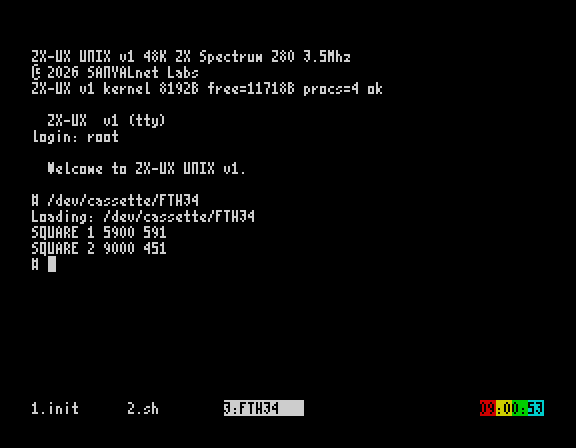 ZX-UX UNIX v1 48K ZX Spectrum Z80 3.5Mhz
© 2026 SANYALnet Labs
ZX-UX v1 kernel 8192B free=11718B procs=4 ok
ZX-UX v1 (tty)
login: root
Welcome to ZX-UX UNIX v1.
# /dev/cassette/FTH34
Loading: /dev/cassette/FTH34
SQUARE 1 5900 591
SQUARE 2 9000 451
#
1.init 2.sh 3.FTH34 09:00:53